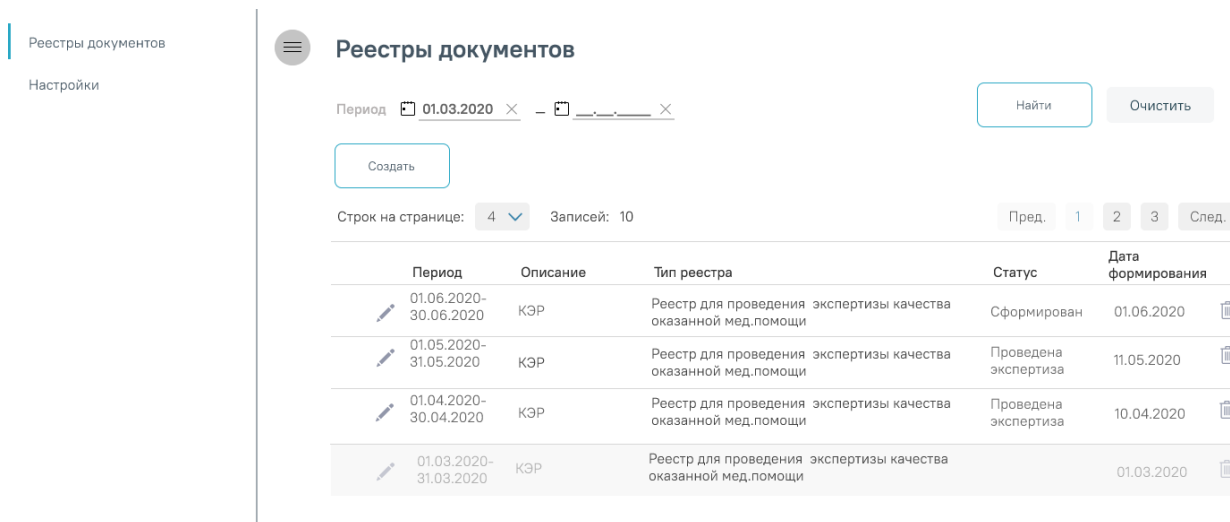 Реестры документов
Настройки
Реестры документов
Период 01.03.2020 – __.__.____
Найти
Очистить
Создать
Строк на странице: 4 Записей: 10
Пред. 1 2 3 След.
Период Описание Тип реестра Статус Дата формирования
01.06.2020-
30.06.2020
КЭР
Реестр для проведения экспертизы качества
оказанной мед.помощи
Сформирован
01.06.2020
01.05.2020-
31.05.2020
КЭР
Реестр для проведения экспертизы качества
оказанной мед.помощи
Проведена
экспертиза
11.05.2020
01.04.2020-
30.04.2020
КЭР
Реестр для проведения экспертизы качества
оказанной мед.помощи
Проведена
экспертиза
10.04.2020
01.03.2020-
31.03.2020
КЭР
Реестр для проведения экспертизы качества
оказанной мед.помощи
01.03.2020